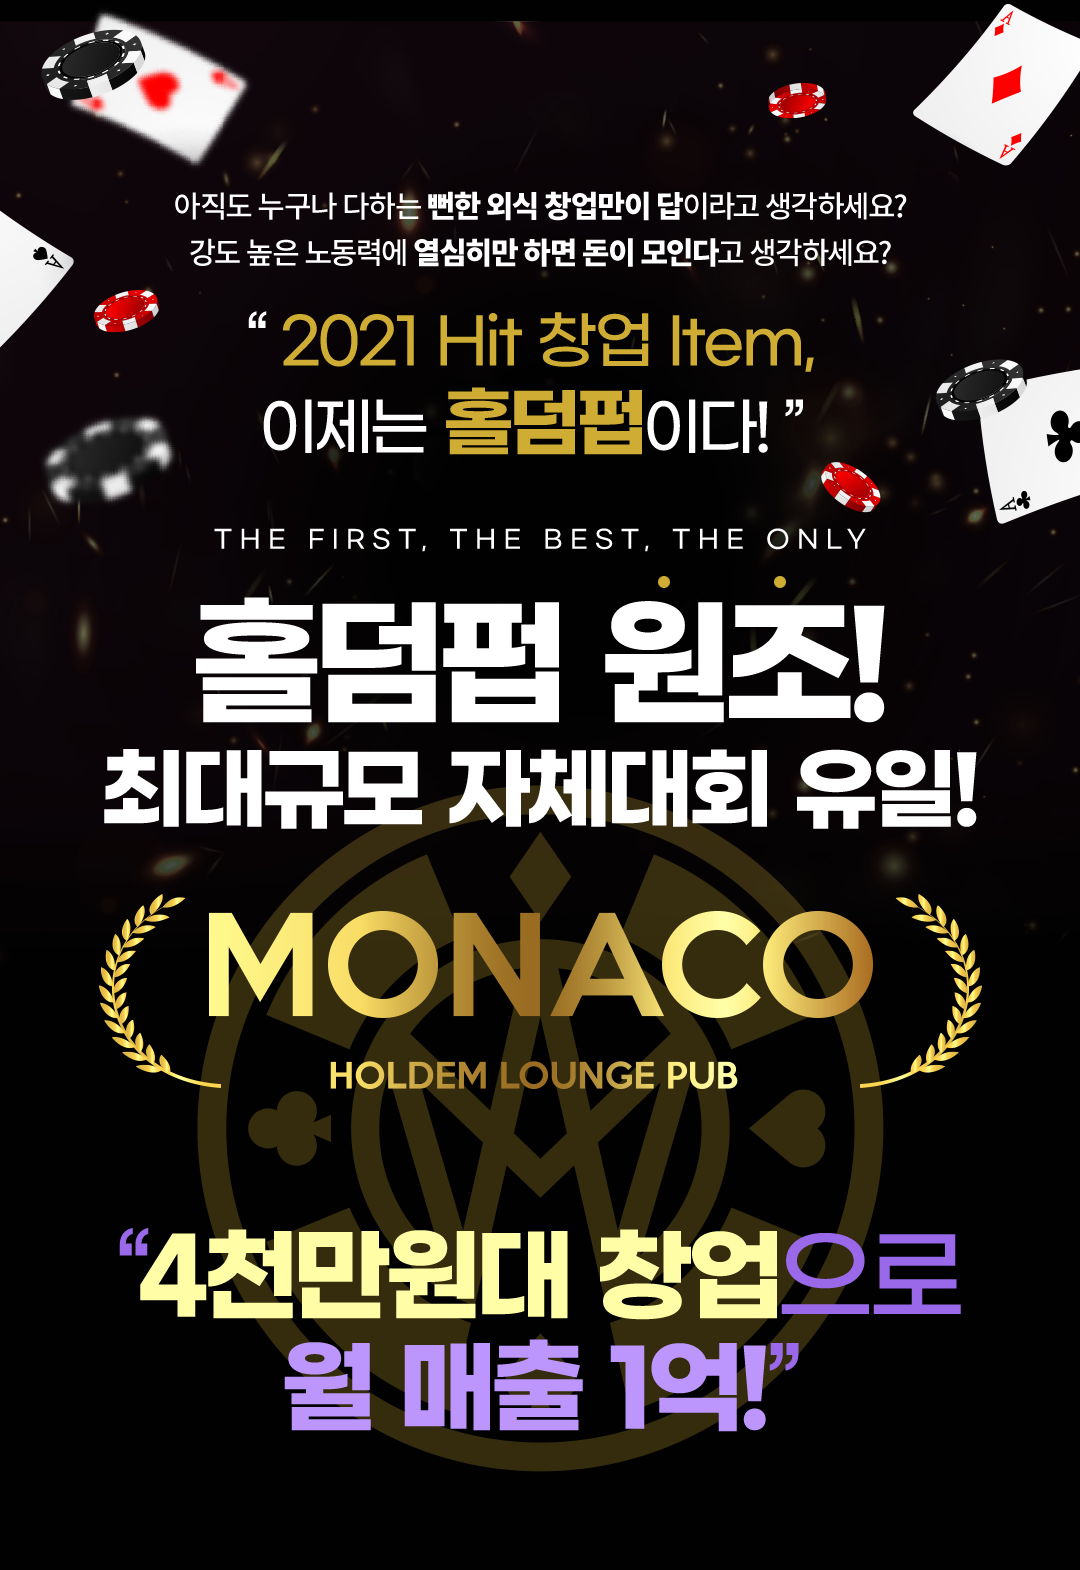 아직도 누구나 다하는 뻔한 외식 창업만이 답이라고 생각하세요?
강도 높은 노동력에 열심히만 하면 돈이 모인다고 생각하세요?
“ 2021 Hit 창업 Item,
이제는 홀덤펍이다! ”
THE FIRST, THE BEST, THE ONLY
홀덤펍 원조!
최대규모 자체대회 유일!
MONACO
HOLDEM LOUNGE PUB
“4천만원대 창업으로
월 매출 1억!”